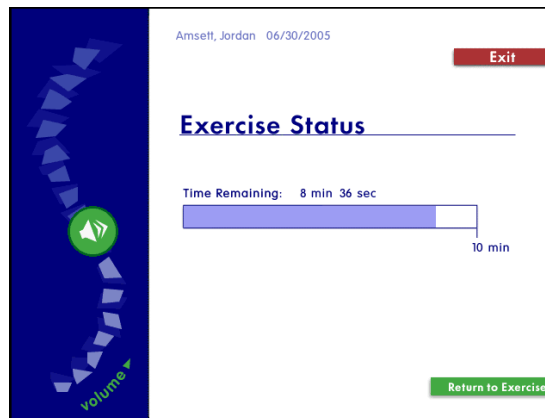 Amsett, Jordan 06/30/2005
Exit
Exercise Status
Time Remaining: 8 min 36 sec
10 min
volume
Return to Exercise